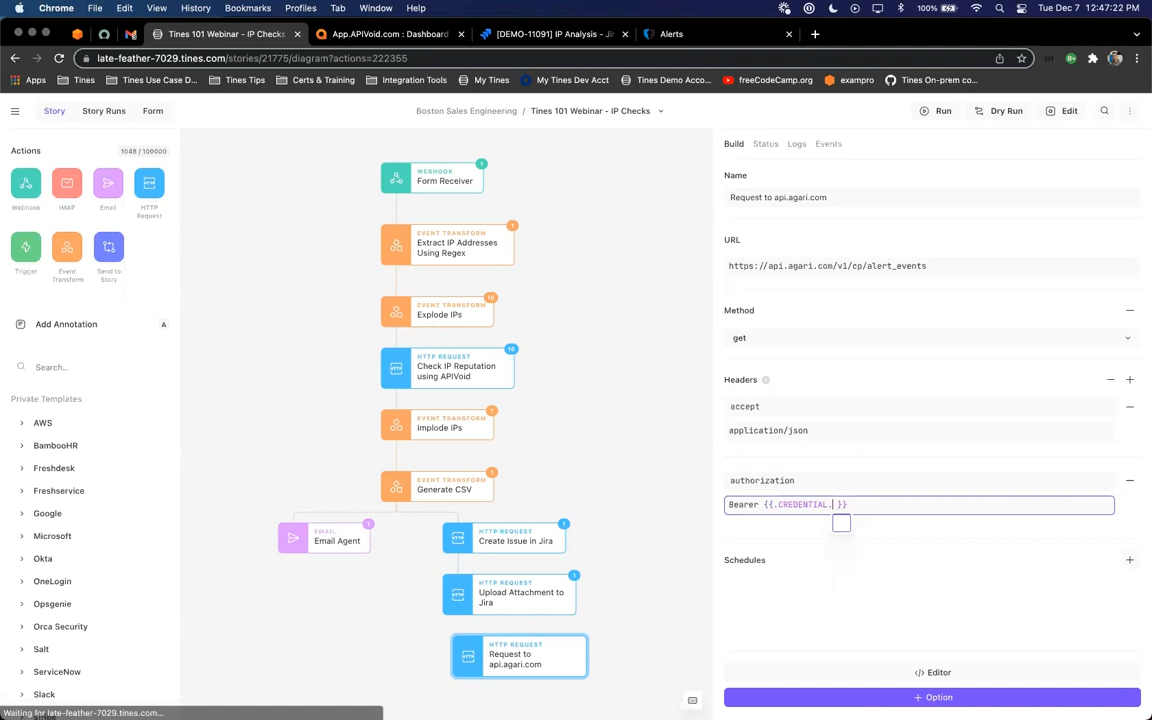 Chrome File Edit View History Bookmarks Profiles Tab Window Help 100% Tue Dec 7 12:47:22 PM
Tines 101 Webinar - IP Checks App.APIVoid.com : Dashboard [DEMO-11091] IP Analysis - Jir Alerts
late-feather-7029.tines.com/stories/21775/diagram?actions=222355
Apps Tines Tines Use Case D... Tines Tips Certs & Training Integration Tools My Tines My Tines Dev Acct Tines Demo Acco... freeCodeCamp.org exampro Tines On-prem co...
Story Story Runs Form Boston Sales Engineering / Tines 101 Webinar - IP Checks Run Dry Run Edit
Actions 1048 / 100000
Webhook IMAP Email HTTP
Request
Trigger Event
Transform Send to
Story
Add Annotation A
Search...
Private Templates
AWS
BambooHR
Freshdesk
Freshservice
Google
Microsoft
Okta
OneLogin
Opsgenie
Orca Security
Salt
ServiceNow
Slack
Waiting for late-feather-7029.tines.com...
1
WEBHOOK
Form Receiver
1
EVENT TRANSFORM
Extract IP Addresses
Using Regex
16
EVENT TRANSFORM
Explode IPs
16
HTTP REQUEST
Check IP Reputation
using APIVoid
1
EVENT TRANSFORM
Implode IPs
1
EVENT TRANSFORM
Generate CSV
1
EMAIL
Email Agent
1
HTTP REQUEST
Create Issue in Jira
1
HTTP REQUEST
Upload Attachment to
Jira
HTTP REQUEST
Request to
api.agari.com
Build Status Logs Events
Name
Request to api.agari.com
URL
https://api.agari.com/v1/cp/alert_events
Method
get
Headers
accept
application/json
authorization
Bearer {{.CREDENTIAL. }}
Schedules
</> Editor
+ Option